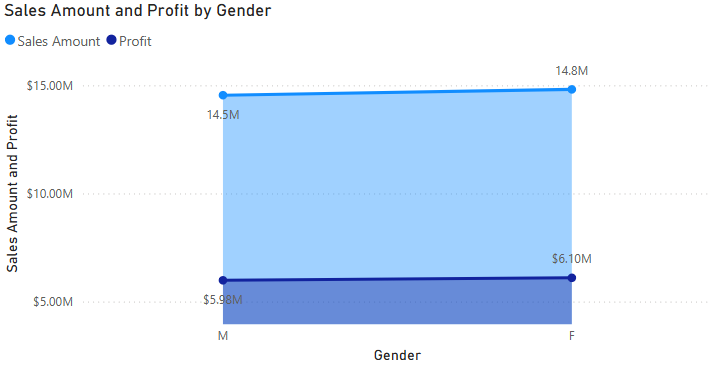 Sales Amount and Profit by Gender
Sales Amount Profit
14.8M
$15.00M
14.5M
$10.00M
Sales Amount and Profit
$6.10M
$5.98M
$5.00M
M F
Gender